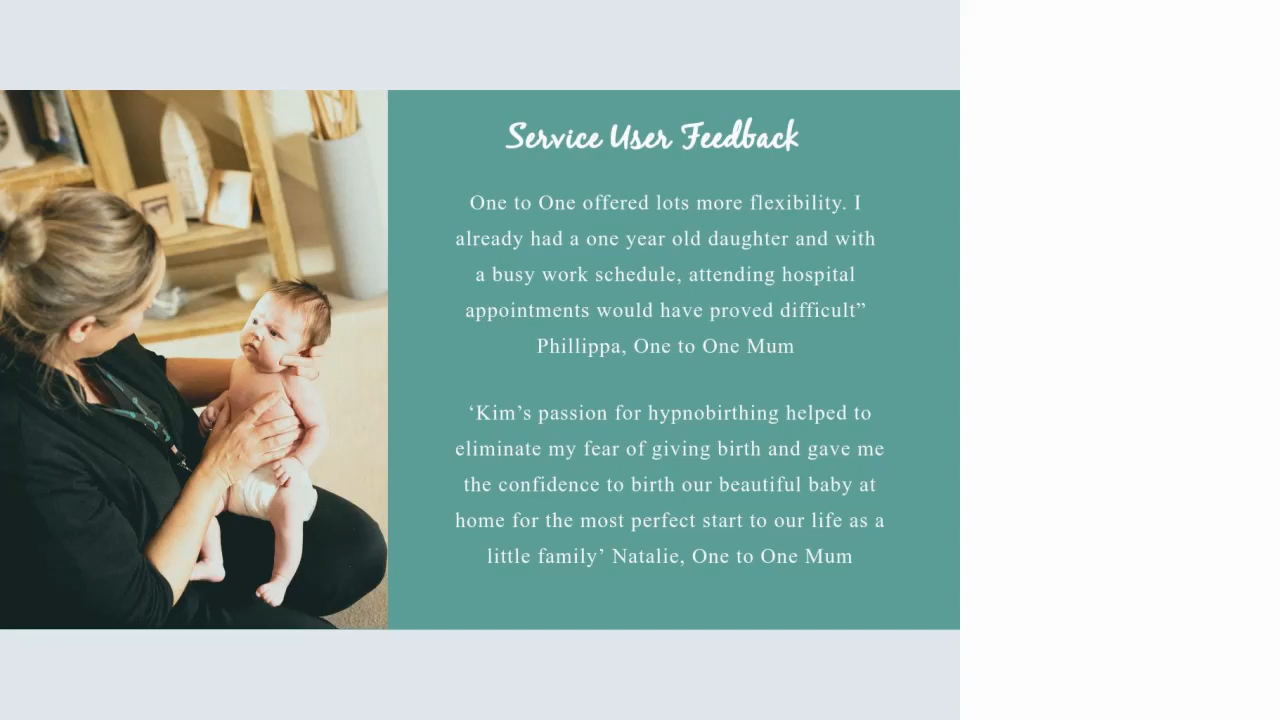 Service User Feedback
One to One offered lots more flexibility. I
already had a one year old daughter and with
a busy work schedule, attending hospital
appointments would have proved difficult”
Phillippa, One to One Mum
‘Kim’s passion for hypnobirthing helped to
eliminate my fear of giving birth and gave me
the confidence to birth our beautiful baby at
home for the most perfect start to our life as a
little family’ Natalie, One to One Mum